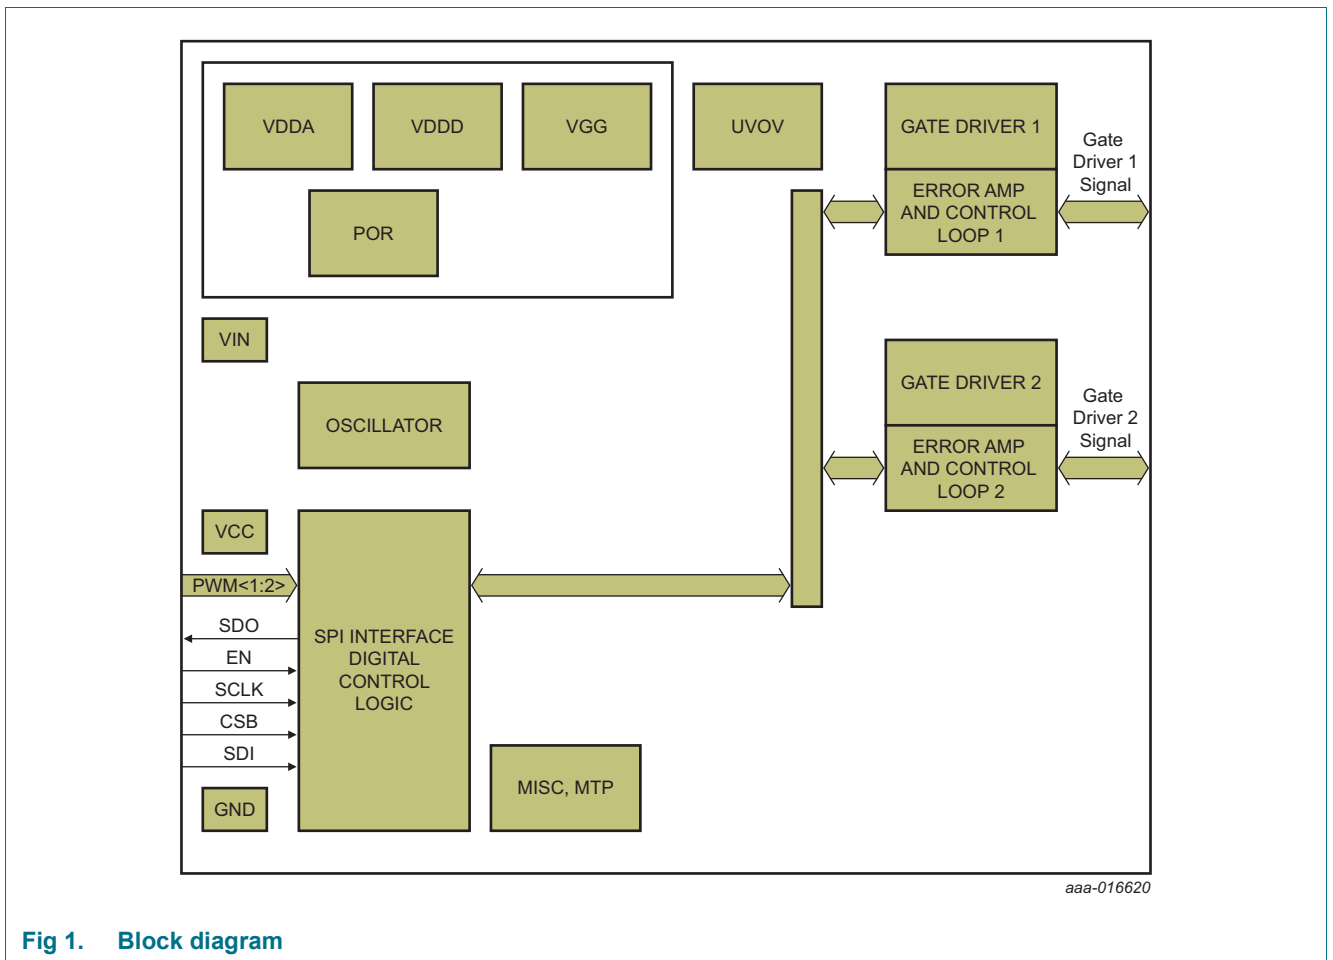 VDDA
VDDD
VGG
UVOV
GATE DRIVER 1
Gate
Driver 1
Signal
ERROR AMP
AND CONTROL
LOOP 1
POR
VIN
GATE DRIVER 2
OSCILLATOR
Gate
Driver 2
Signal
ERROR AMP
AND CONTROL
LOOP 2
VCC
PWM<1:2>
SDO
EN
SCLK
CSB
SDI
SPI INTERFACE
DIGITAL
CONTROL
LOGIC
MISC, MTP
GND
aaa-016620
Fig 1. Block diagram